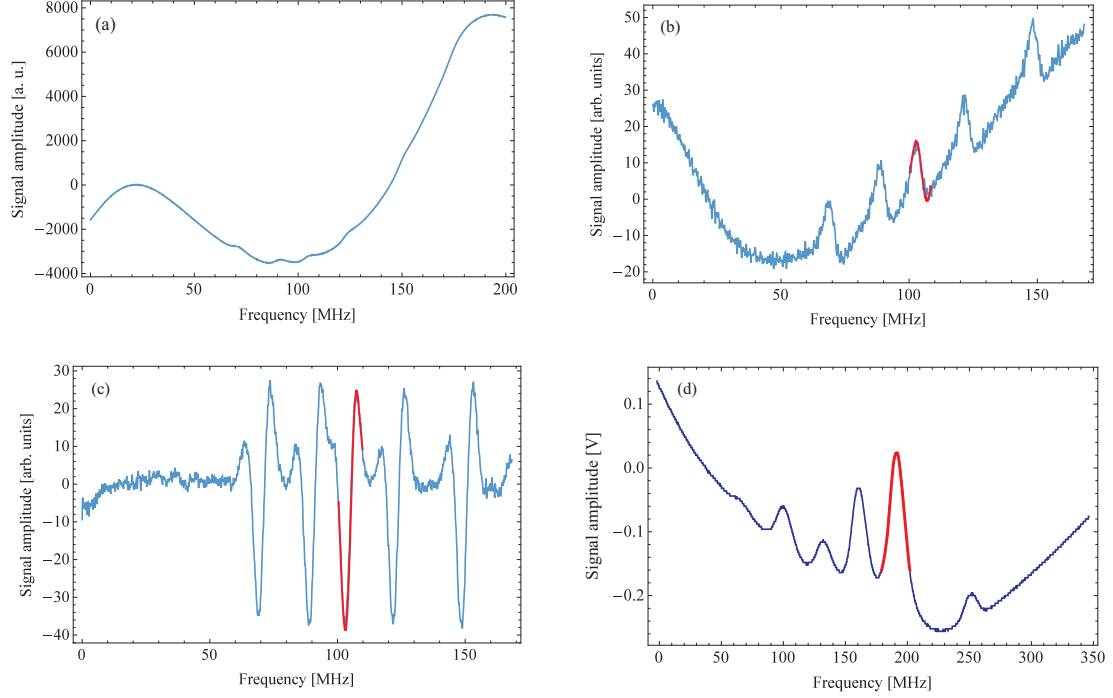 (a)
Signal amplitude [a. u.]
8000
6000
4000
2000
0
−2000
−4000
0 50 100 150 200
Frequency [MHz]
(b)
Signal amplitude [arb. units]
50
40
30
20
10
0
−10
−20
0 50 100 150
Frequency [MHz]
(c)
Signal amplitude [arb. units]
30
20
10
0
−10
−20
−30
−40
0 50 100 150
Frequency [MHz]
(d)
Signal amplitude [V]
0.1
0.0
−0.1
−0.2
0 50 100 150 200 250 300 350
Frequency [MHz]